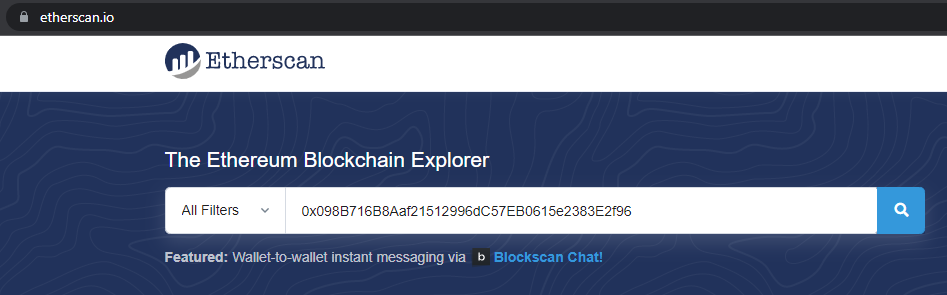 etherscan.io
Etherscan
The Ethereum Blockchain Explorer
All Filters 0x098B716B8Aaf21512996dC57EB0615e2383E2f96
Featured: Wallet-to-wallet instant messaging via b Blockscan Chat!